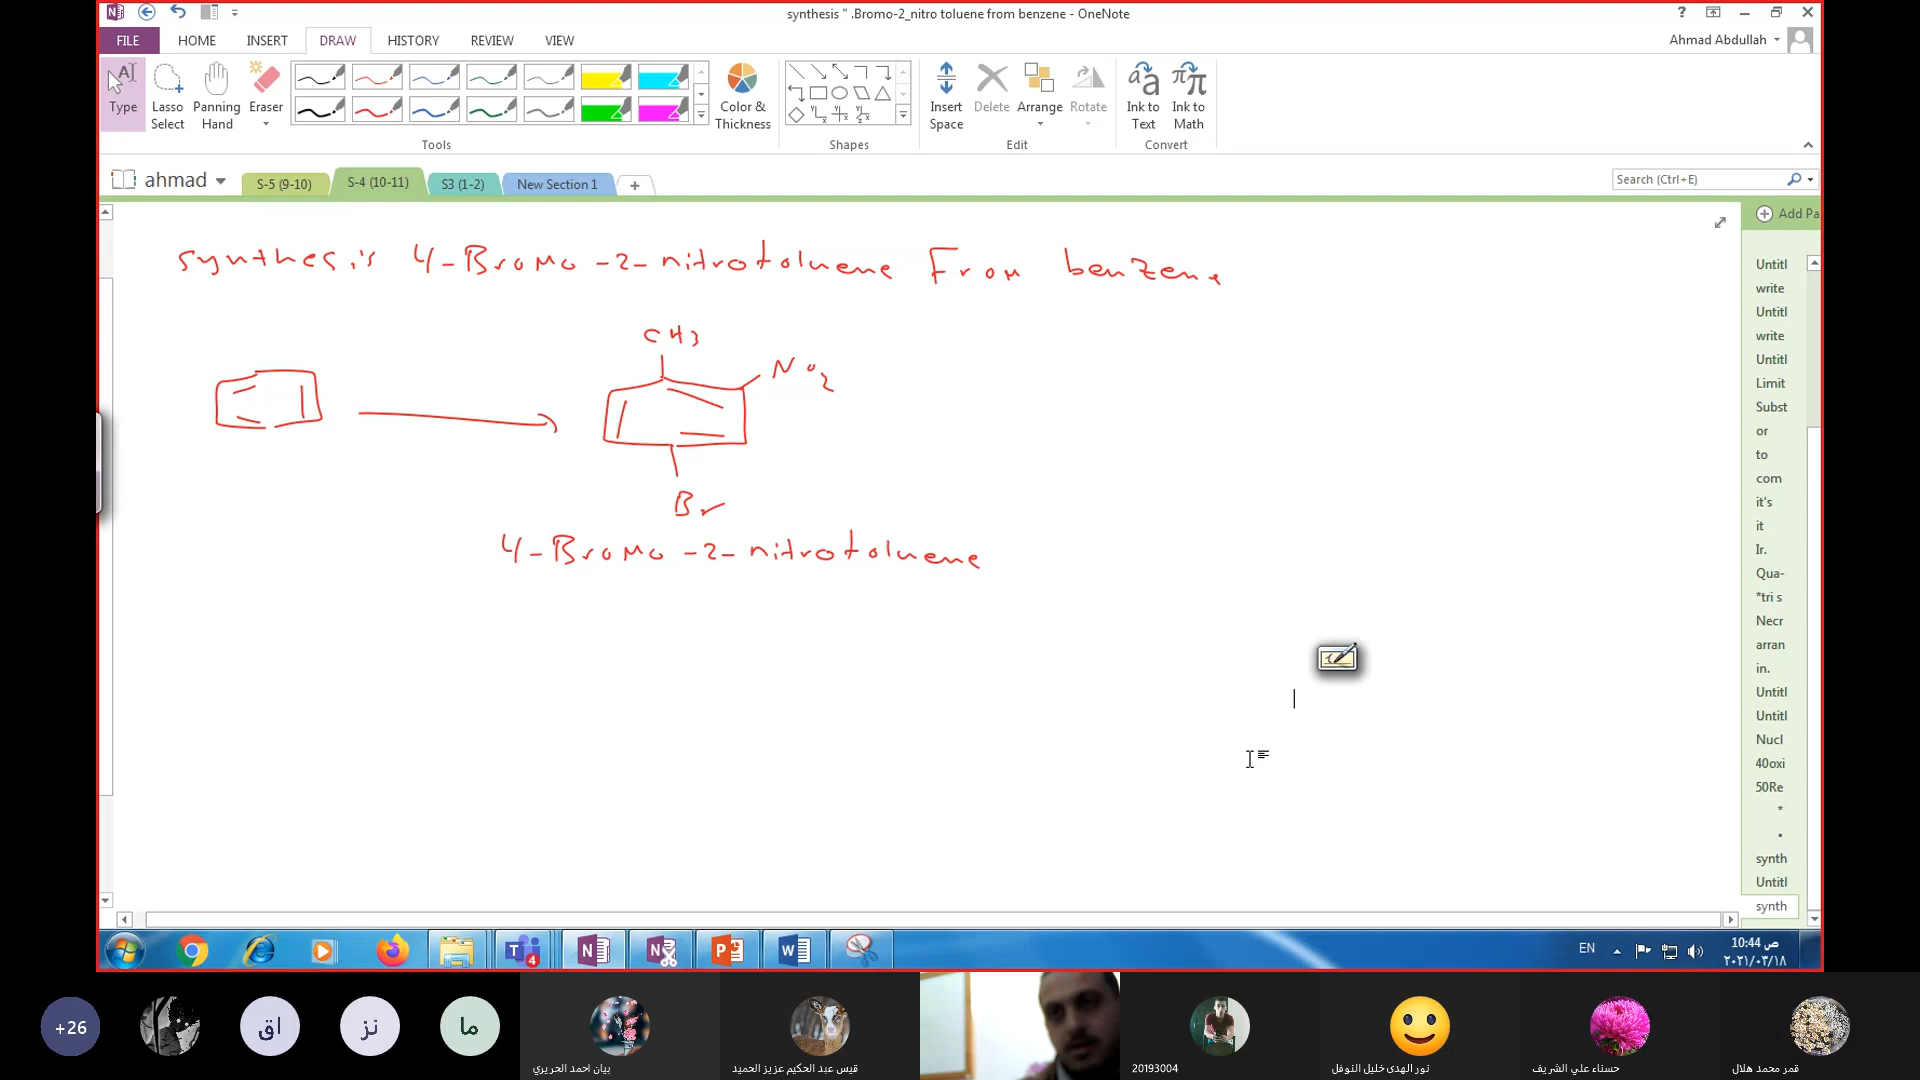 synthesis " .Bromo-2_nitro toluene from benzene - OneNote
?
Ahmad Abdullah
FILE HOME INSERT DRAW HISTORY REVIEW VIEW
Type
Lasso Select
Panning Hand
Eraser
Color & Thickness
Insert Space
Delete
Arrange
Rotate
Ink to Text
Ink to Math
Tools
Shapes
Edit
Convert
ahmad
S-5 (9-10)
S-4 (10-11)
S3 (1-2)
New Section 1
Search (Ctrl+E)
Add Pa
synthesis 4-Bromo-2-nitrotoluene From benzene
CH3
NO2
Br
4-Bromo-2-nitrotoluene
Untitl
write
Untitl
write
Untitl
Limit
Subst
or
to
com
it's
it
Ir.
Qua-
*tri s
Necr
arran
in.
Untitl
Untitl
Nucl
40oxi
50Re
*
.
synth
Untitl
synth
EN
10:44 ص
٢٠٢١/٠٣/١٨
+26
اق
نز
ما
بيان احمد الحريري
قيس عبد الحكيم عزيز الحميد
20193004
نور الهدى خليل النوفل
حسناء علي الشريف
قمر محمد هلال